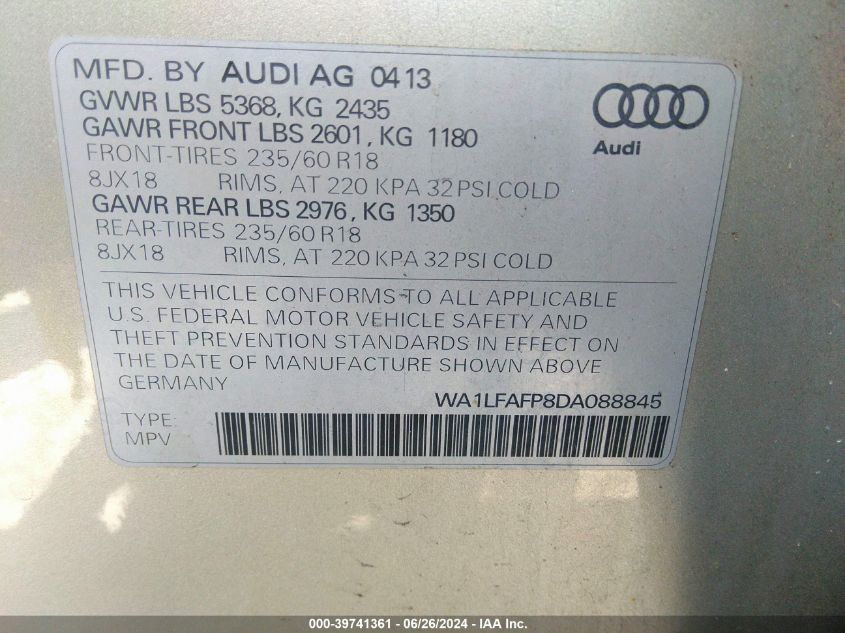 MFD. BY AUDI AG 0413
GVWR LBS 5368, KG 2435
GAWR FRONT LBS 2601, KG 1180
FRONT-TIRES 235/60 R18
8JX18 RIMS, AT 220 KPA 32 PSI COLD
GAWR REAR LBS 2976, KG 1350
REAR-TIRES 235/60 R18
8JX18 RIMS, AT 220 KPA 32 PSI COLD
Audi
THIS VEHICLE CONFORMS TO ALL APPLICABLE
U.S. FEDERAL MOTOR VEHICLE SAFETY AND
THEFT PREVENTION STANDARDS IN EFFECT ON
THE DATE OF MANUFACTURE SHOWN ABOVE
GERMANY
WA1LFAFP8DA088845
TYPE:
MPV
000-39741361 - 06/26/2024 - IAA Inc.